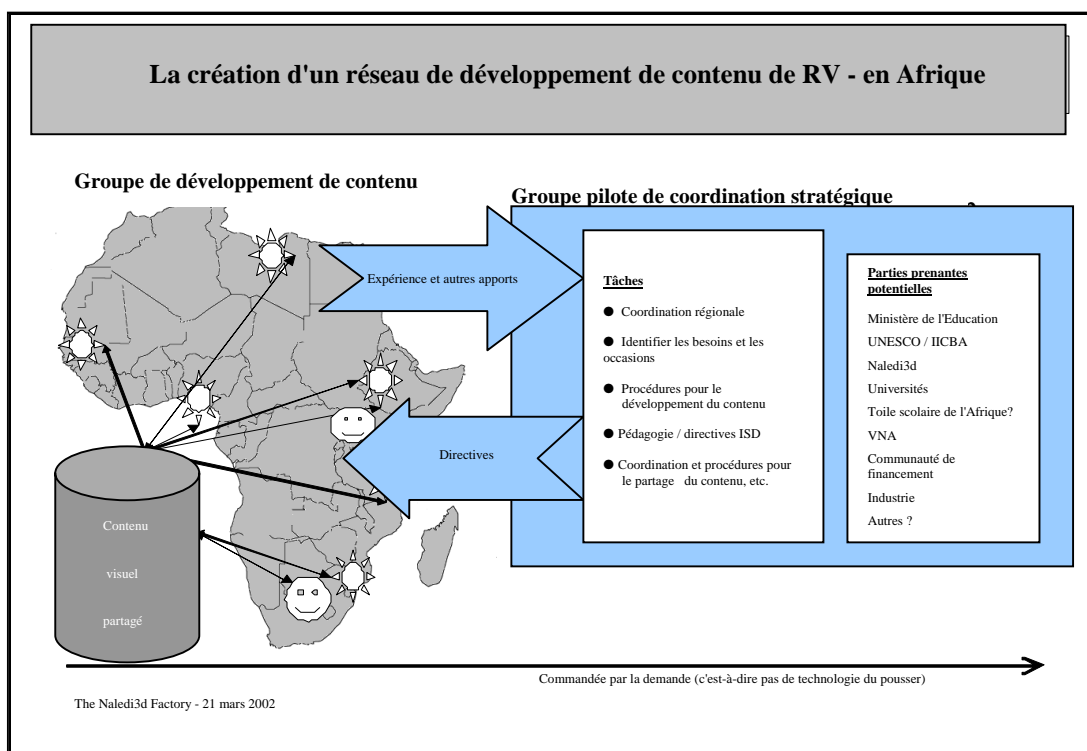 La création d'un réseau de développement de contenu de RV - en Afrique
Groupe de développement de contenu
Groupe pilote de coordination stratégique
Expérience et autres apports
Directives
Tâches
● Coordination régionale
● Identifier les besoins et les
occasions
● Procédures pour le
développement du contenu
● Pédagogie / directives ISD
● Coordination et procédures pour
le partage du contenu, etc.
Parties prenantes
potentielles
Ministère de l'Education
UNESCO / IICBA
Naledi3d
Universités
Toile scolaire de l'Afrique?
VNA
Communauté de
financement
Industrie
Autres ?
Contenu
visuel
partagé
Commandée par la demande (c'est-à-dire pas de technologie du pousser)
The Naledi3d Factory - 21 mars 2002